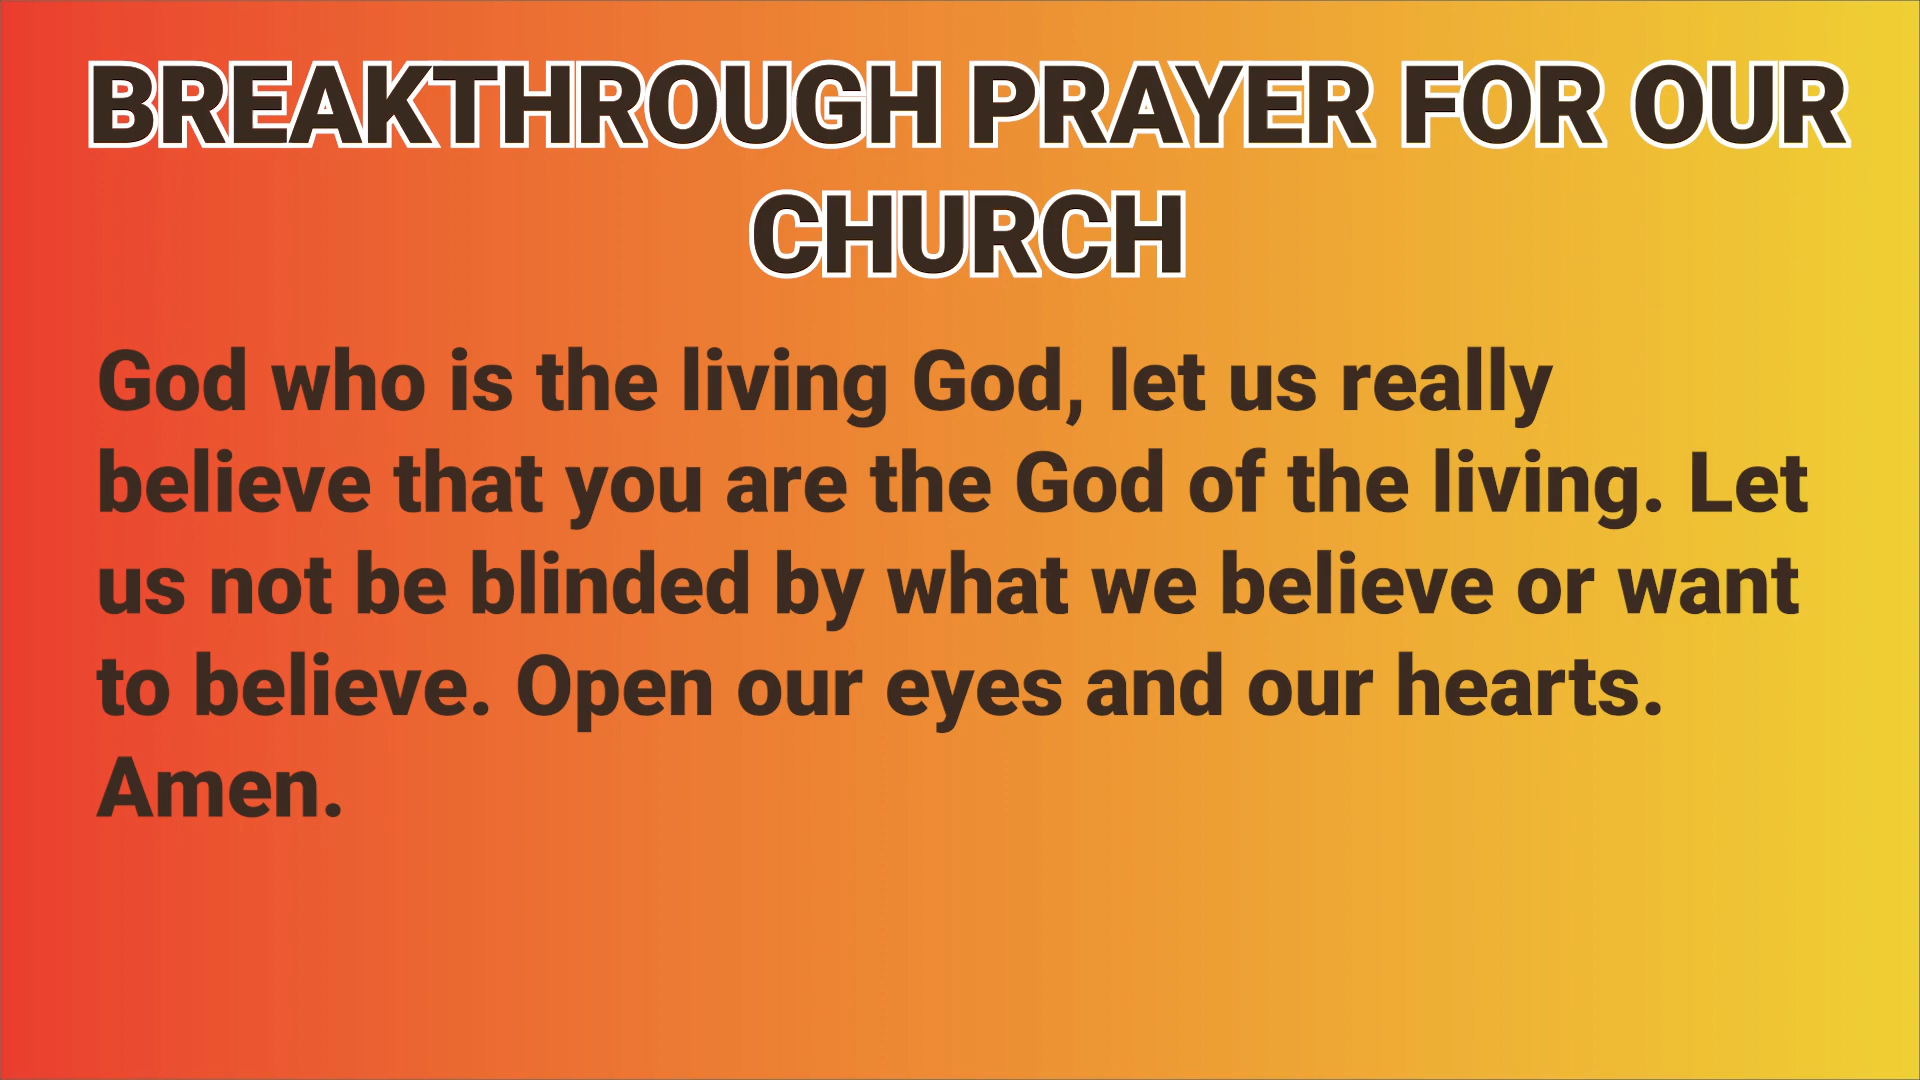 BREAKTHROUGH PRAYER FOR OUR
CHURCH
God who is the living God, let us really
believe that you are the God of the living. Let
us not be blinded by what we believe or want
to believe. Open our eyes and our hearts.
Amen.